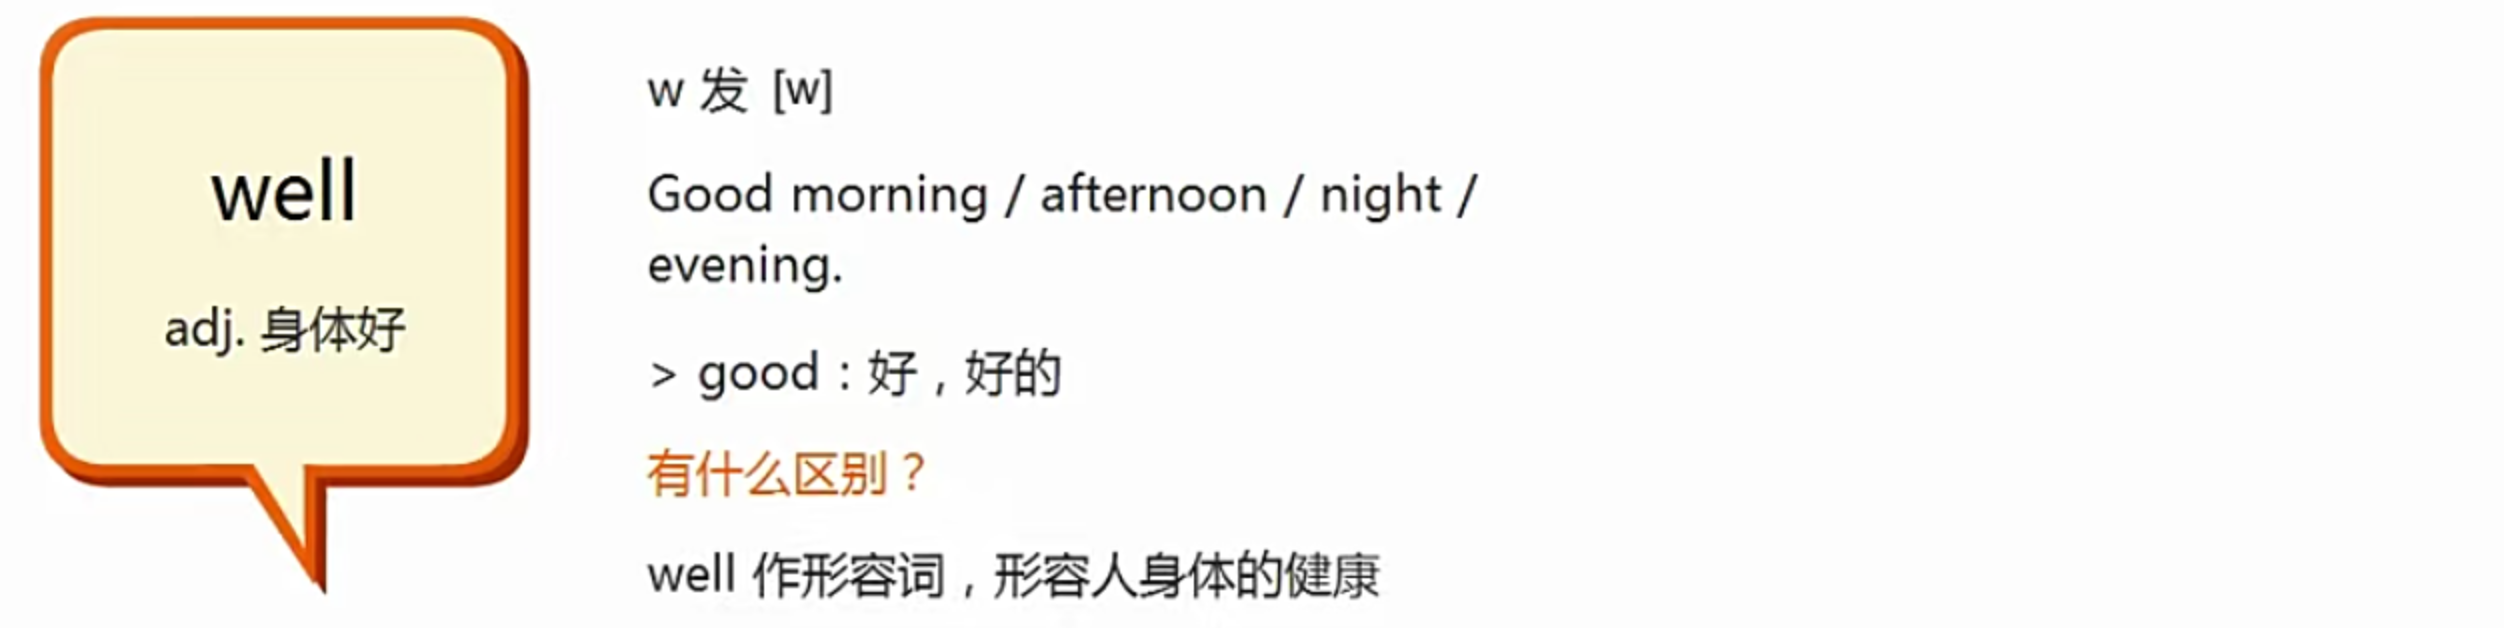 well
adj. 身体好
w 发 [w]
Good morning / afternoon / night /
evening.
> good：好，好的
有什么区别？
well 作形容词，形容人身体的健康